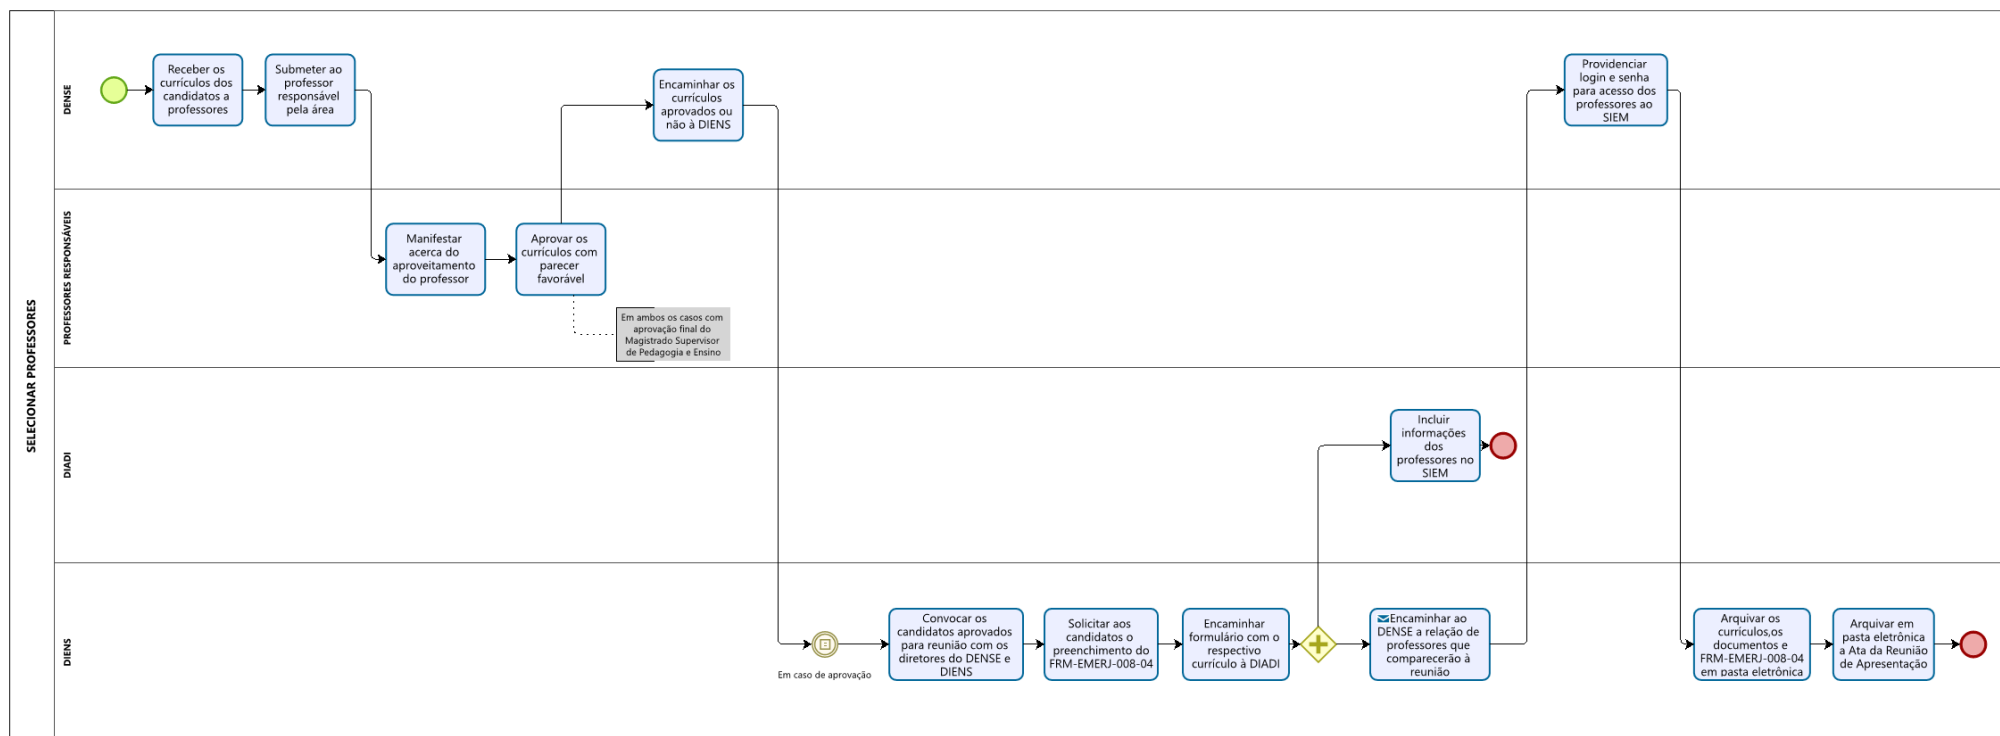 SELECIONAR PROFESSORES
DENSE
Receber os
currículos dos
candidatos a
professores
Submeter ao
professor
responsável
pela área
Encaminhar os
currículos
aprovados ou
não à DIENS
Providenciar
login e senha
para acesso dos
professores ao
SIEM
PROFESSORES RESPONSÁVEIS
Manifestar
acerca do
aproveitamento
do professor
Aprovar os
currículos com
parecer
favorável
Em ambos os casos com
aprovação final do
Magistrado Supervisor
de Pedagogia e Ensino
DIADI
Incluir
informações
dos
professores no
SIEM
DIENS
Em caso de aprovação
Convocar os
candidatos aprovados
para reunião com os
diretores do DENSE e
DIENS
Solicitar aos
candidatos o
preenchimento do
FRM-EMERJ-008-04
Encaminhar
formulário com o
respectivo
currículo à DIADI
Encaminhar ao
DENSE a relação de
professores que
comparecerão à
reunião
Arquivar os
currículos,os
documentos e
FRM-EMERJ-008-04
em pasta eletrônica
Arquivar em
pasta eletrônica
a Ata da Reunião
de Apresentação